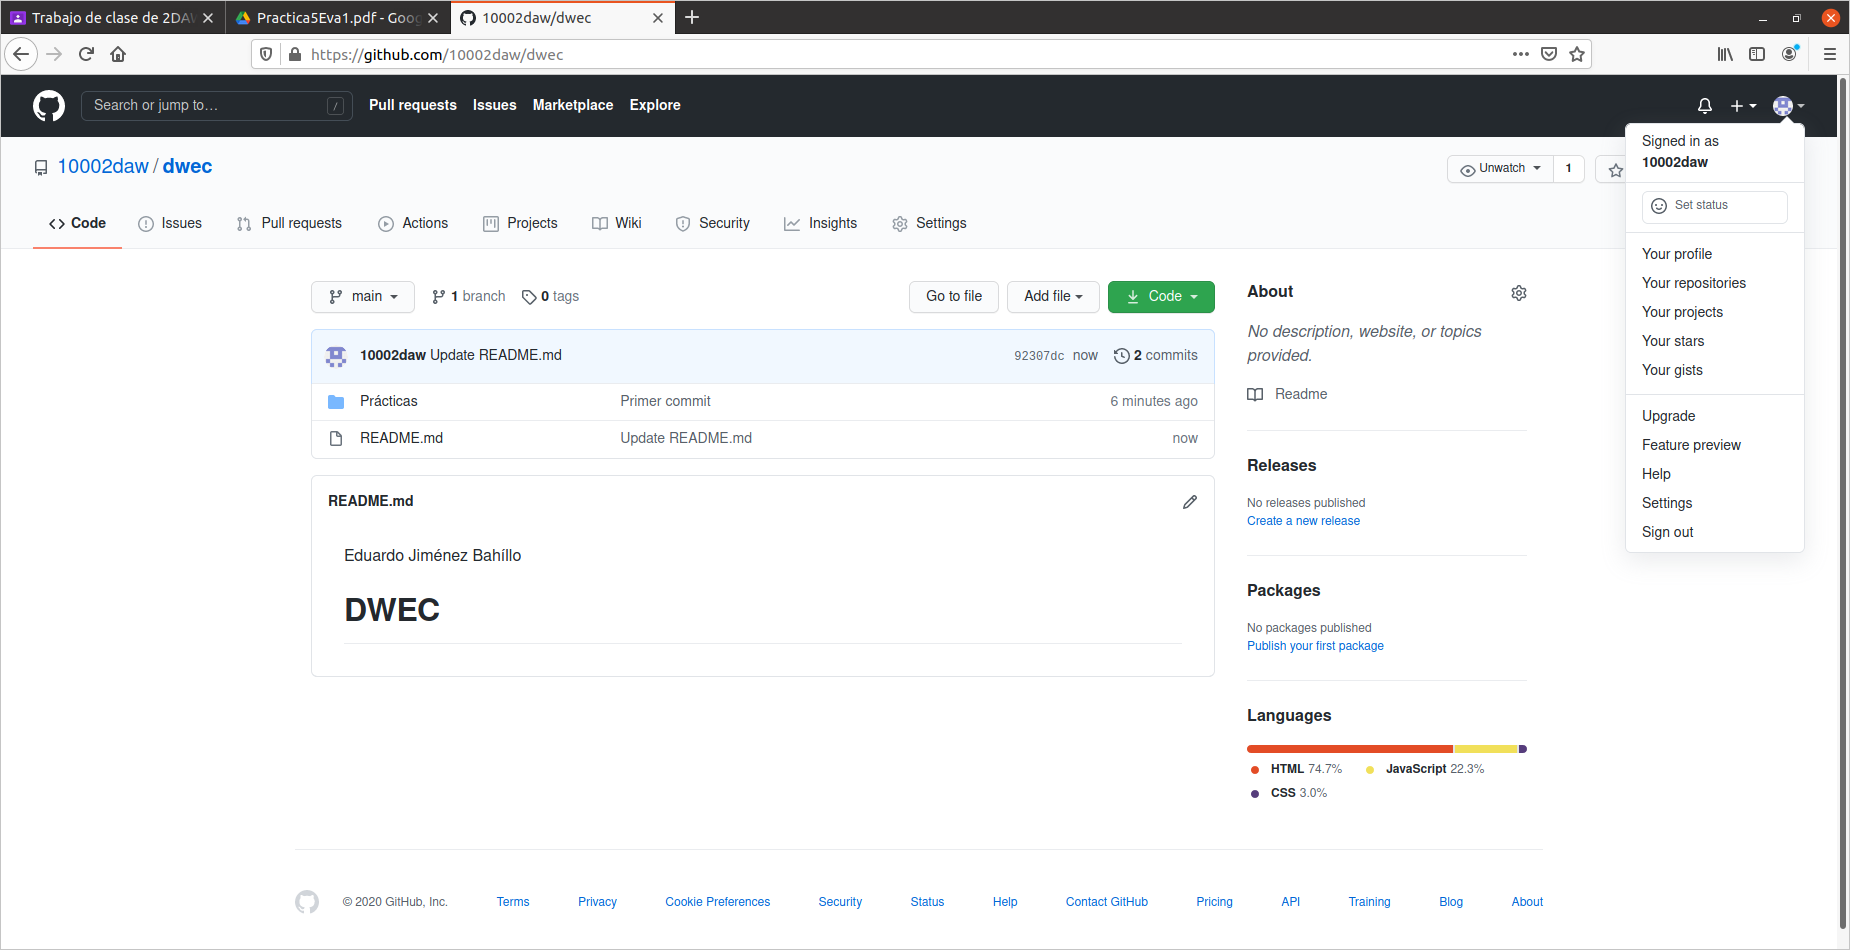 Trabajo de clase de 2DAW
Practica5Eva1.pdf - Goog
10002daw/dwec
https://github.com/10002daw/dwec
Search or jump to…
/
Pull requests
Issues
Marketplace
Explore
Signed in as
10002daw
Set status
Your profile
Your repositories
Your projects
Your stars
Your gists
Upgrade
Feature preview
Help
Settings
Sign out
10002daw / dwec
Unwatch
1
Code
Issues
Pull requests
Actions
Projects
Wiki
Security
Insights
Settings
main
1 branch
0 tags
Go to file
Add file
Code
10002daw Update README.md
92307dc now
2 commits
Prácticas
Primer commit
6 minutes ago
README.md
Update README.md
now
README.md
Eduardo Jiménez Bahíllo
DWEC
About
No description, website, or topics
provided.
Readme
Releases
No releases published
Create a new release
Packages
No packages published
Publish your first package
Languages
HTML 74.7%
JavaScript 22.3%
CSS 3.0%
© 2020 GitHub, Inc.
Terms
Privacy
Cookie Preferences
Security
Status
Help
Contact GitHub
Pricing
API
Training
Blog
About